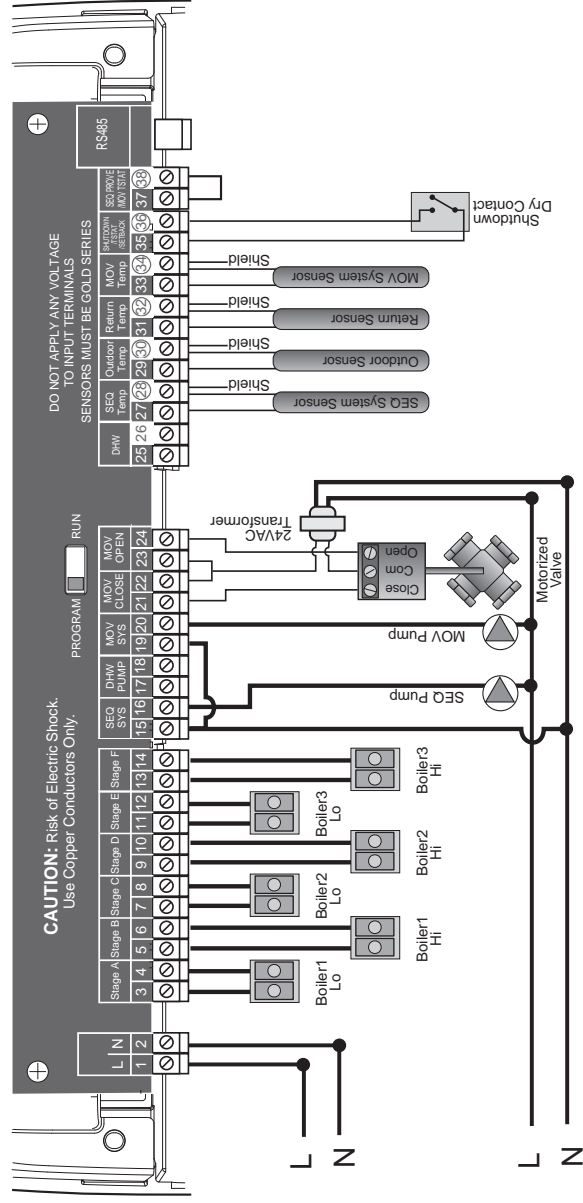 CAUTION: Risk of Electric Shock.
Use Copper Conductors Only.
PROGRAM
RUN
DO NOT APPLY ANY VOLTAGE
TO INPUT TERMINALS
SENSORS MUST BE GOLD SERIES
RS485
L N
1 2
Stage A
3 4
Stage B
5 6
Stage C
7 8
Stage D
9 10
Stage E
11 12
Stage F
13 14
SEQ
SYS
15 16
DHW
PUMP
17 18
MOV
SYS
19 20
MOV
CLOSE
21 22
MOV
OPEN
23 24
DHW
25 26
SEQ
Temp
27 28
Outdoor
Temp
29 30
Return
Temp
31 32
MOV
Temp
33 34
SHUTDOWN
/TSTAT
/SETBACK
35 36
SEQ PROVE
/MOV TSTAT
37 38
Boiler1
Lo
Boiler1
Hi
Boiler2
Lo
Boiler2
Hi
Boiler3
Lo
Boiler3
Hi
SEQ Pump
MOV Pump
Close
Com
Open
Motorized
Valve
24VAC
Transformer
Shield
SEQ System Sensor
Shield
Outdoor Sensor
Shield
Return Sensor
Shield
MOV System Sensor
Shutdown
Dry Contact
L
N
L
N